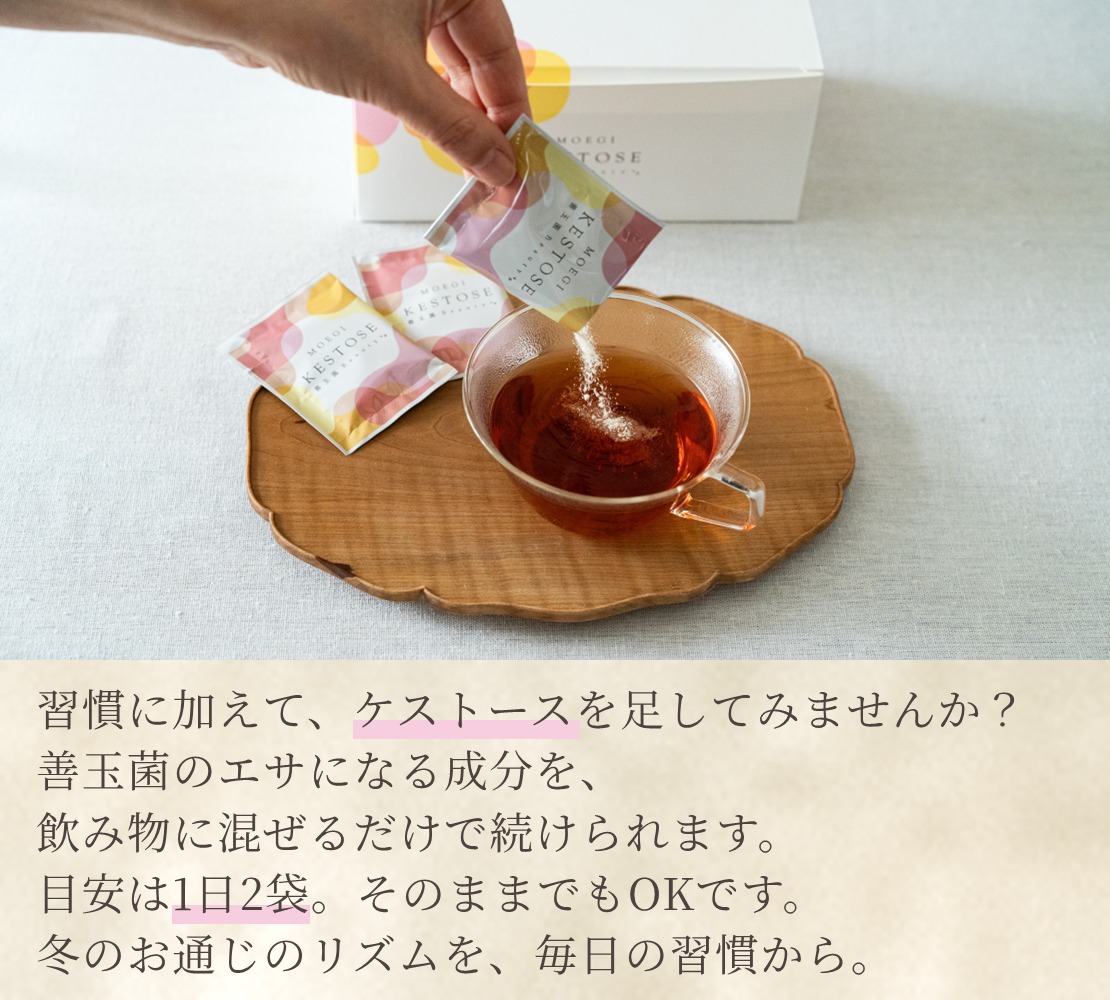 MOEGI
TOSE
MOEGI
KESTOSE
MOEGI
KESTOSE
MOEGI
KESTOSE
習慣に加えて、ケストースを足してみませんか？
善玉菌のエサになる成分を、
飲み物に混ぜるだけで続けられます。
目安は1日2袋。そのままでもOKです。
冬のお通じのリズムを、毎日の習慣から。